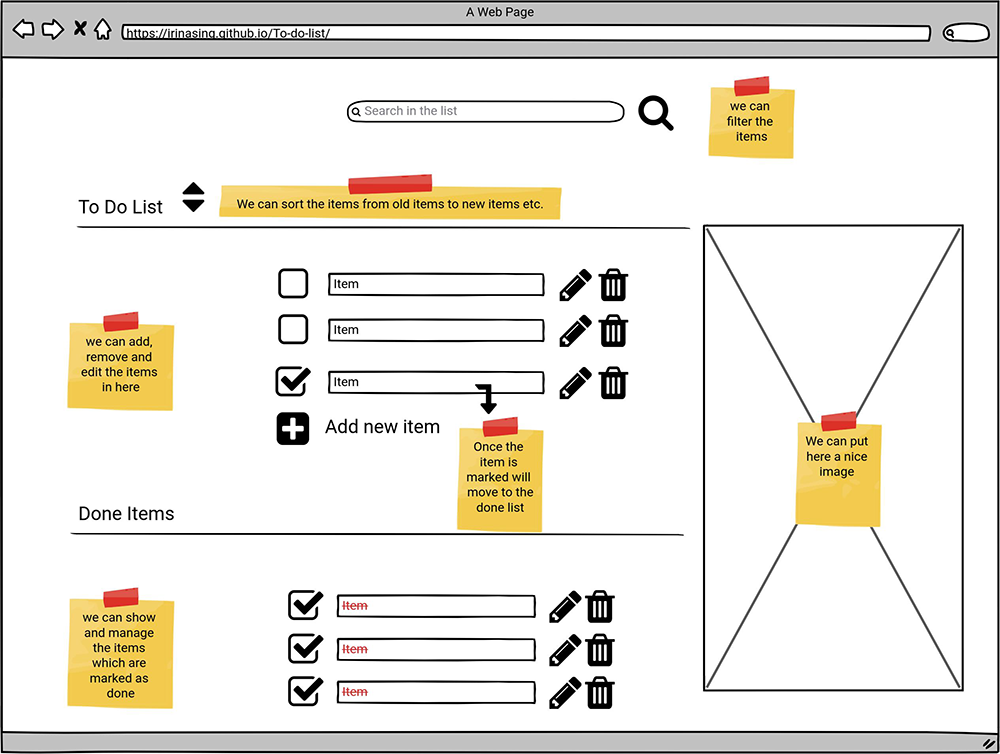 A Web Page
https://irinasing.github.io/To-do-list/
Search in the list
we can
filter the
items
To Do List
We can sort the items from old items to new items etc.
Item
Item
we can add,
remove and
edit the items
in here
Item
Add new item
Once the
item is
marked will
move to the
done list
We can put
here a nice
image
Done Items
we can show
and manage
the items
which are
marked as
done
Item
Item
Item